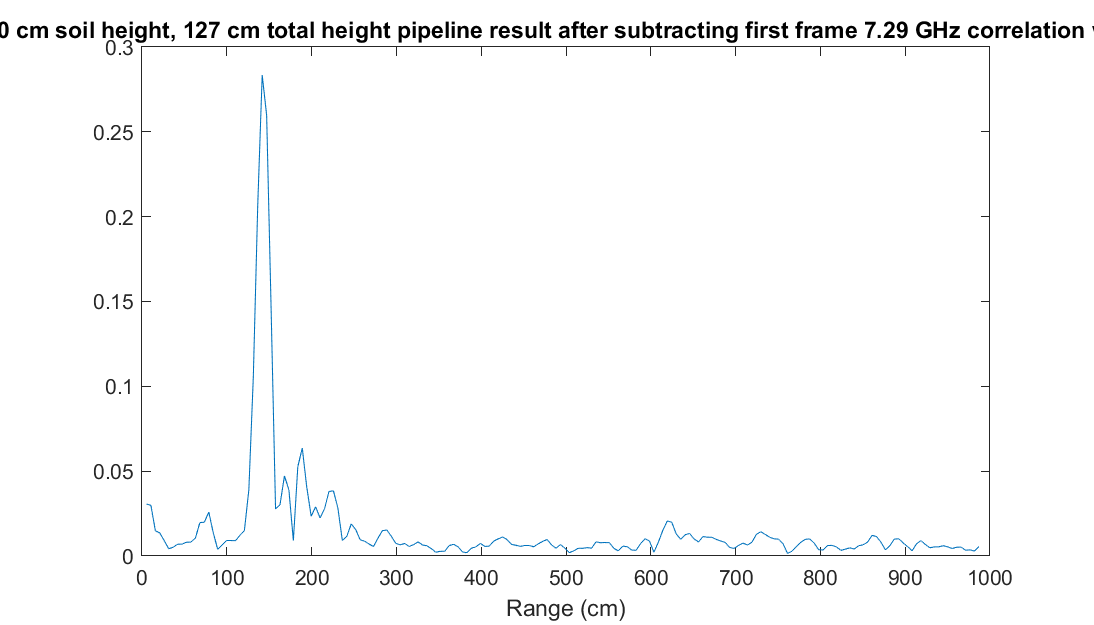 0 cm soil height, 127 cm total height pipeline result after subtracting first frame 7.29 GHz correlation
0.3
0.25
0.2
0.15
0.1
0.05
0
0 100 200 300 400 500 600 700 800 900 1000
Range (cm)